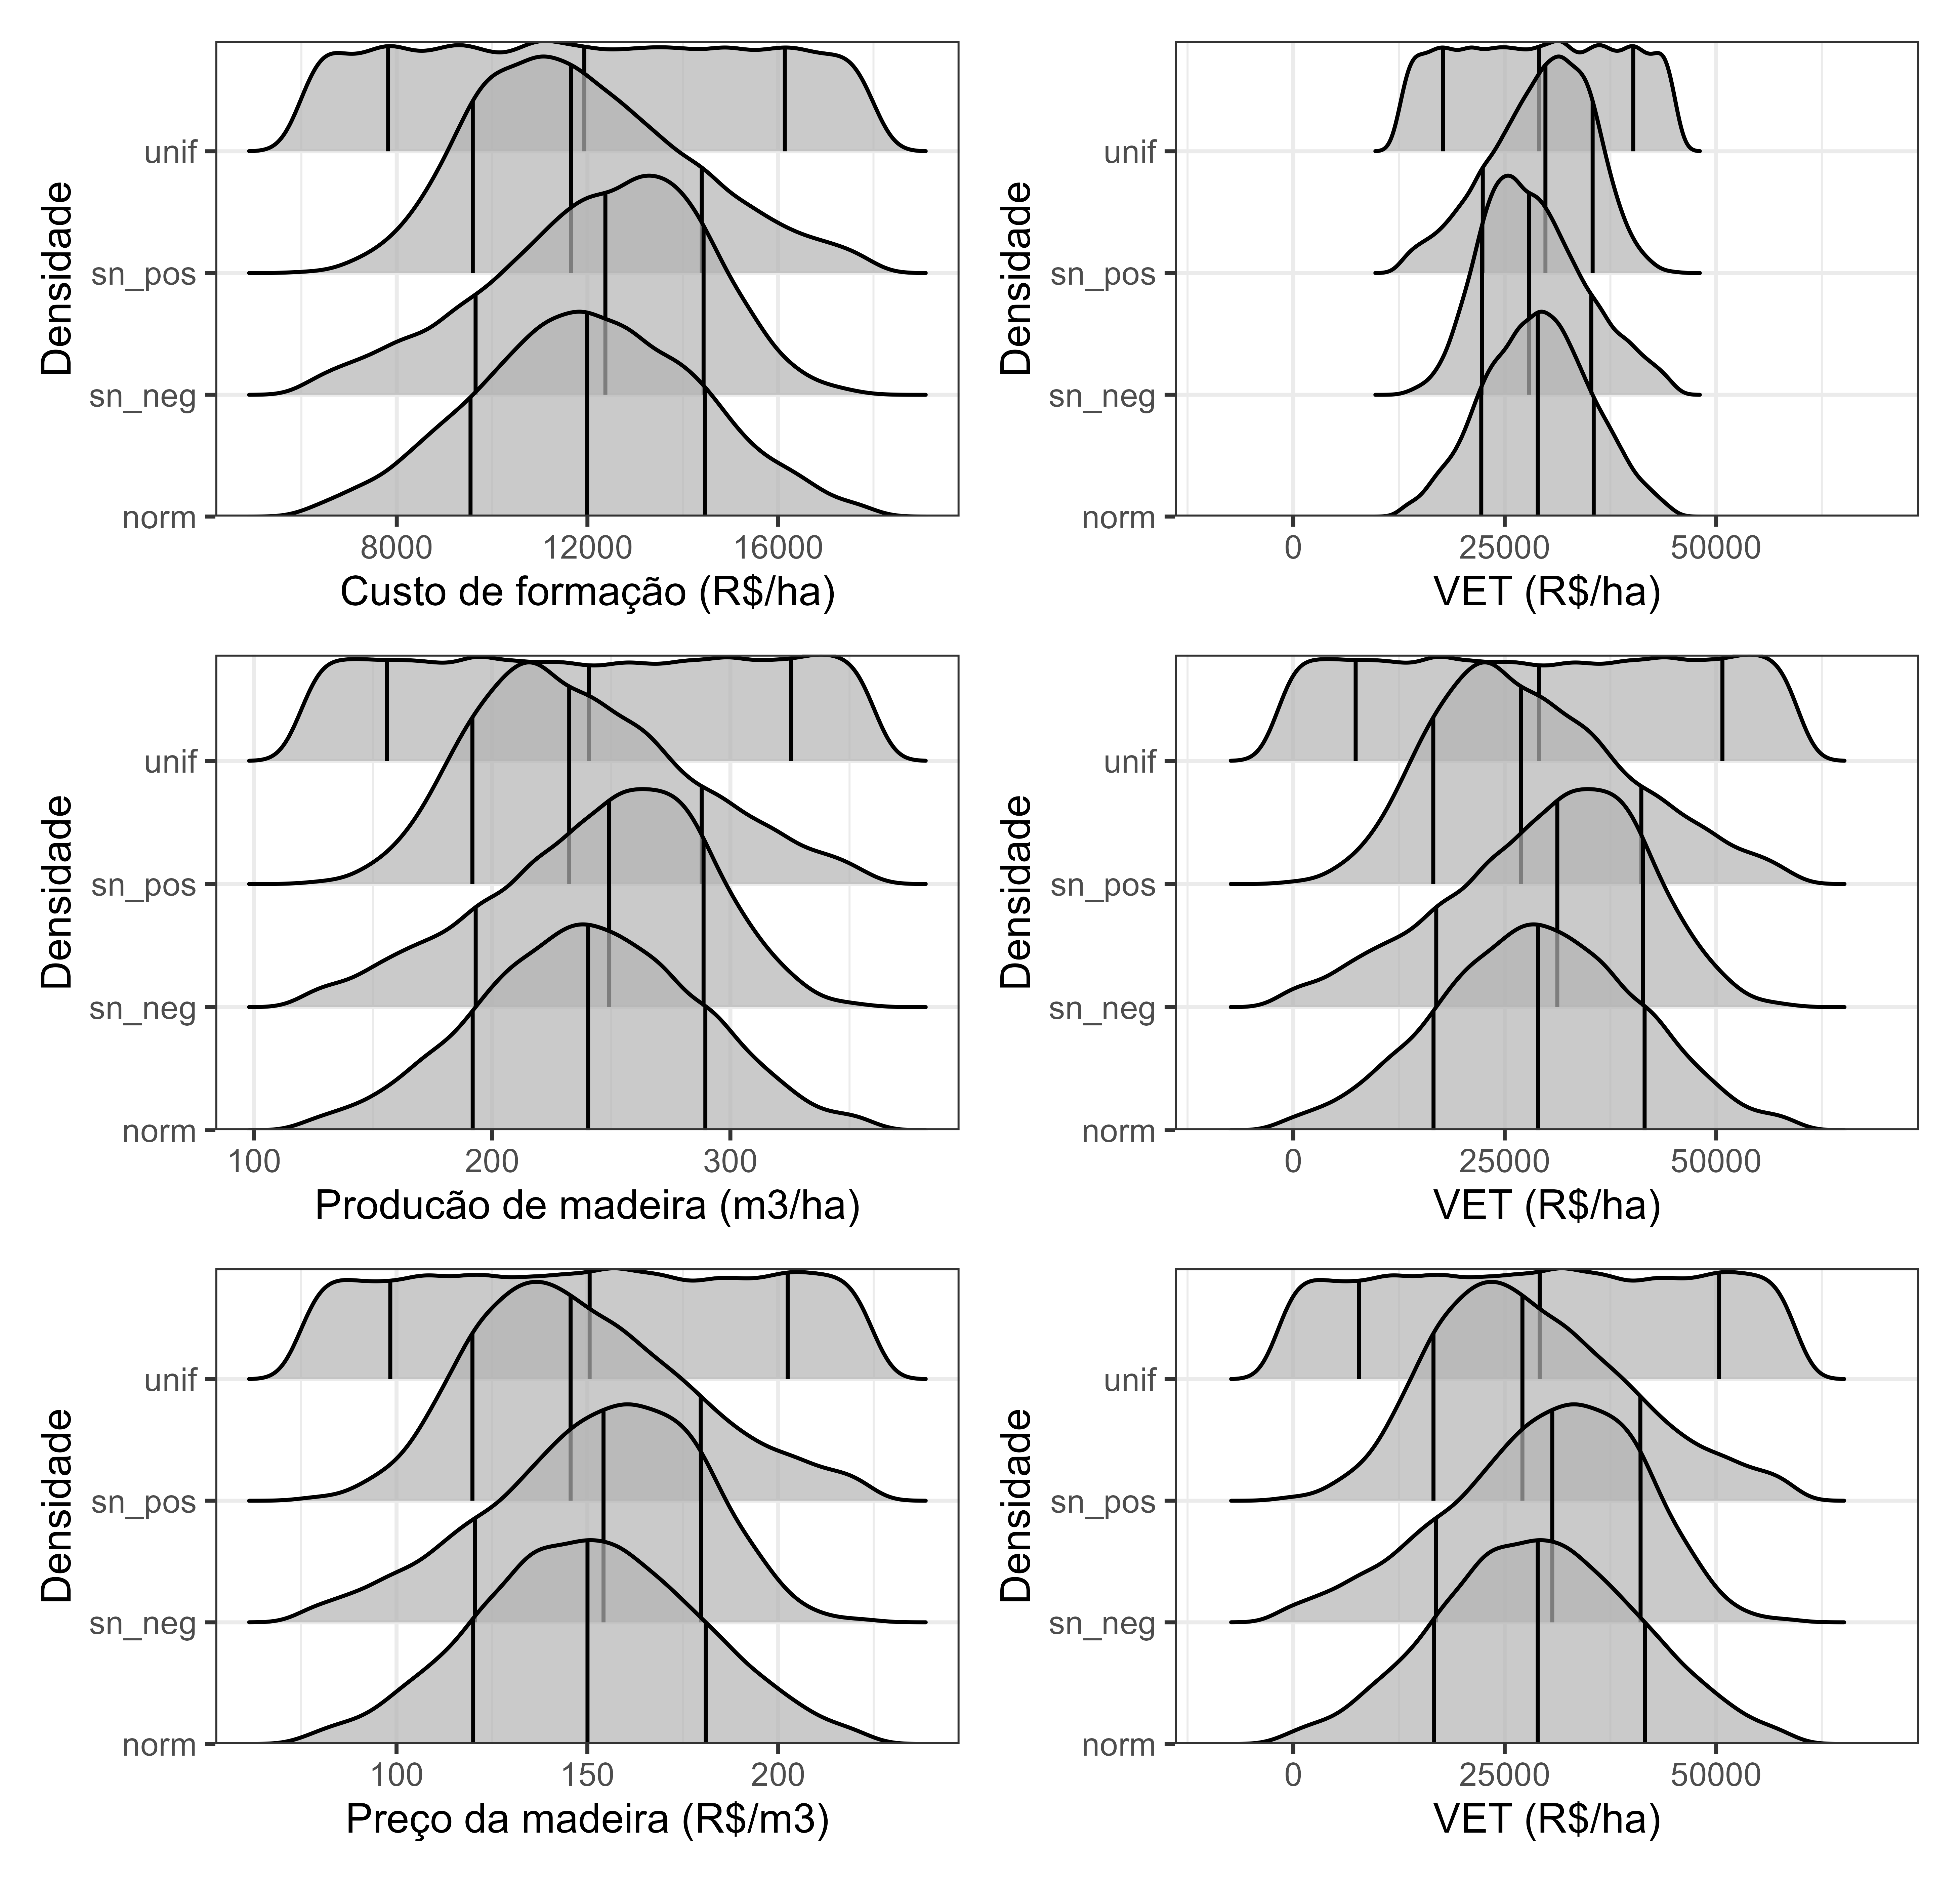 Densidade
unif
sn_pos
sn_neg
norm
8000 12000 16000
Custo de formação (R$/ha)
Densidade
unif
sn_pos
sn_neg
norm
0 25000 50000
VET (R$/ha)
Densidade
unif
sn_pos
sn_neg
norm
100 200 300
Producão de madeira (m3/ha)
Densidade
unif
sn_pos
sn_neg
norm
0 25000 50000
VET (R$/ha)
Densidade
unif
sn_pos
sn_neg
norm
100 150 200
Preço da madeira (R$/m3)
Densidade
unif
sn_pos
sn_neg
norm
0 25000 50000
VET (R$/ha)